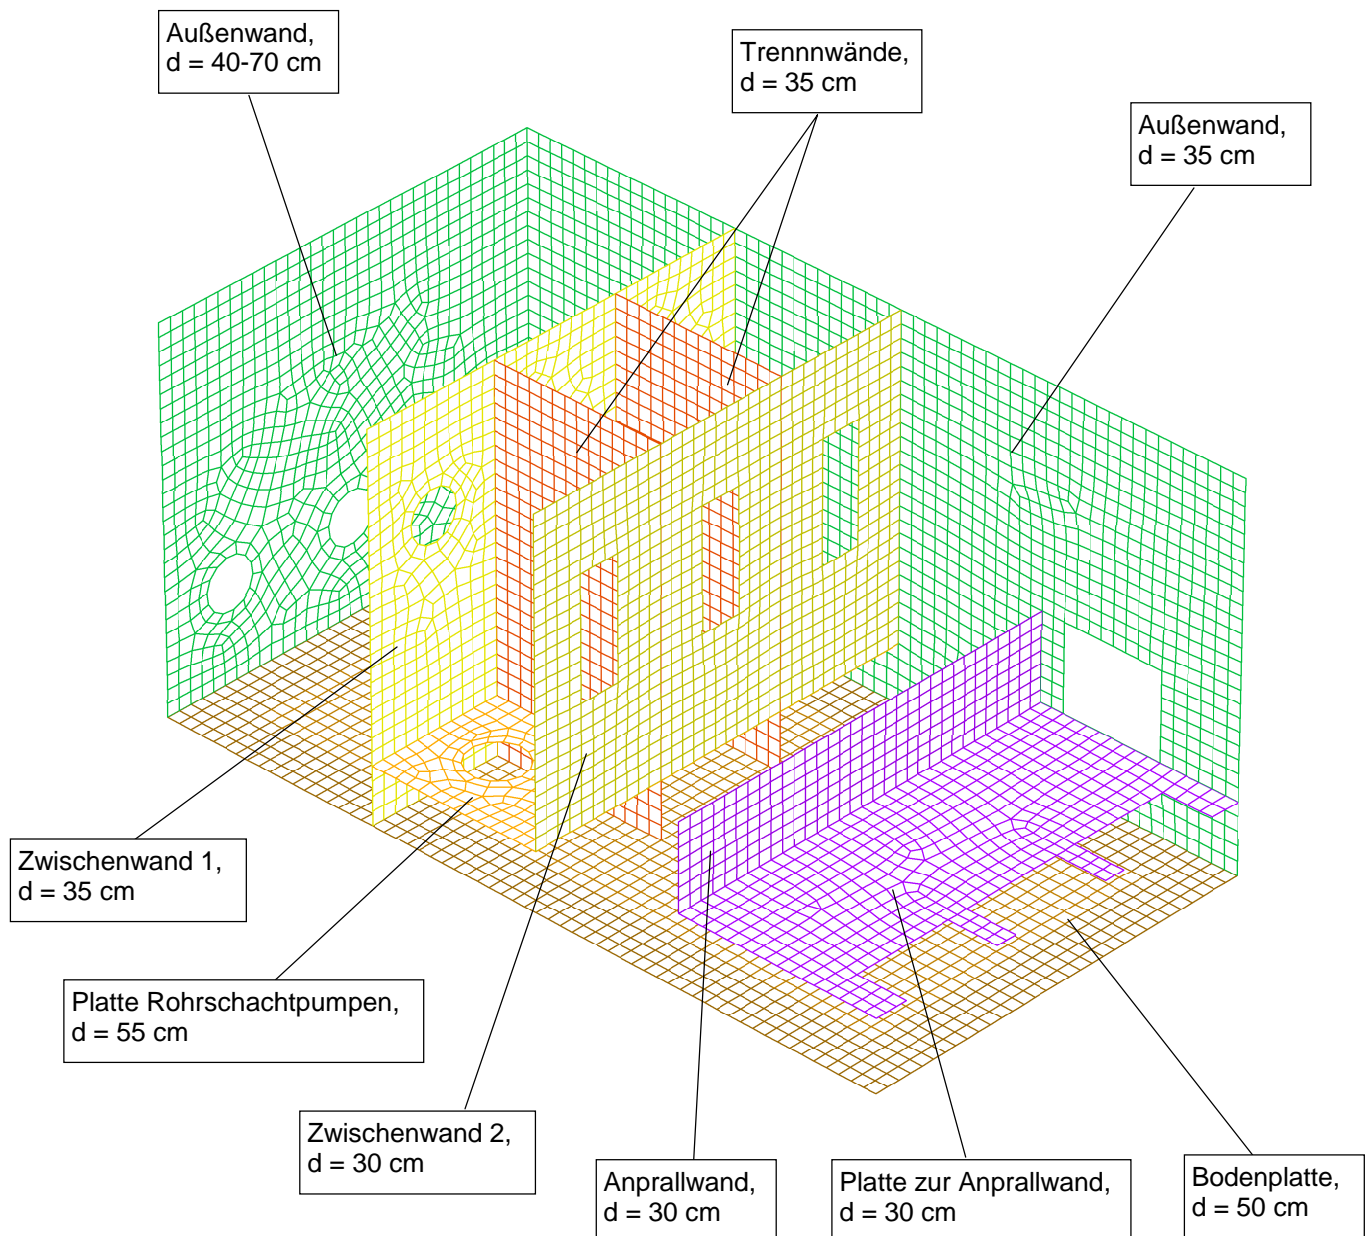 Außenwand,
d = 40-70 cm
Trennnwände,
d = 35 cm
Außenwand,
d = 35 cm
Zwischenwand 1,
d = 35 cm
Platte Rohrschachtpumpen,
d = 55 cm
Zwischenwand 2,
d = 30 cm
Anprallwand,
d = 30 cm
Platte zur Anprallwand,
d = 30 cm
Bodenplatte,
d = 50 cm